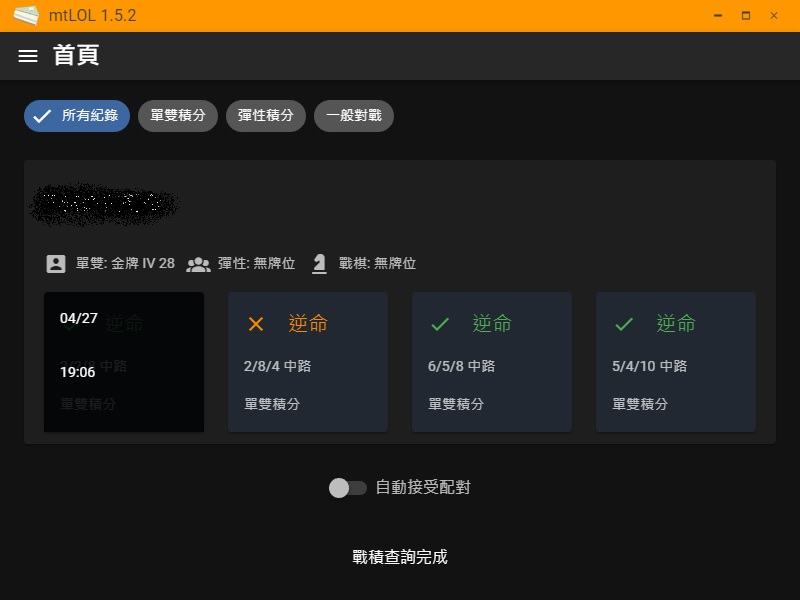 mtLOL 1.5.2
首頁
所有紀錄 單雙積分 彈性積分 一般對戰
單雙: 金牌 IV 28 彈性: 無牌位 戰棋: 無牌位
04/27 逆命
19:06
單雙積分
逆命
2/8/4 中路
單雙積分
逆命
6/5/8 中路
單雙積分
逆命
5/4/10 中路
單雙積分
自動接受配對
戰積查詢完成